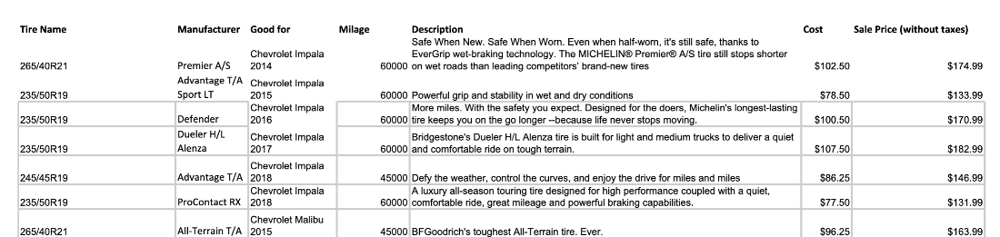 Tire Name Manufacturer Good for Milage Description Cost Sale Price (without taxes)
Safe When New. Safe When Worn. Even when half-worn, it's still safe, thanks to
Chevrolet Impala EverGrip wet-braking technology. The MICHELIN® Premier® A/S tire still stops shorter
265/40R21 Premier A/S 2014 60000 on wet roads than leading competitors' brand-new tires $102.50 $174.99
Advantage T/A Chevrolet Impala
235/50R19 Sport LT 2015 60000 Powerful grip and stability in wet and dry conditions $78.50 $133.99
Chevrolet Impala More miles. With the safety you expect. Designed for the doers, Michelin's longest-lasting
235/50R19 Defender 2016 60000 tire keeps you on the go longer --because life never stops moving. $100.50 $170.99
Dueler H/L Chevrolet Impala Bridgestone's Dueler H/L Alenza tire is built for light and medium trucks to deliver a quiet
235/50R19 Alenza 2017 60000 and comfortable ride on tough terrain. $107.50 $182.99
Chevrolet Impala
245/45R19 Advantage T/A 2018 45000 Defy the weather, control the curves, and enjoy the drive for miles and miles $86.25 $146.99
Chevrolet Impala A luxury all-season touring tire designed for high performance coupled with a quiet,
235/50R19 ProContact RX 2018 60000 comfortable ride, great mileage and powerful braking capabilities. $77.50 $131.99
Chevrolet Malibu
265/40R21 All-Terrain T/A 2015 45000 BFGoodrich's toughest All-Terrain tire. Ever. $96.25 $163.99